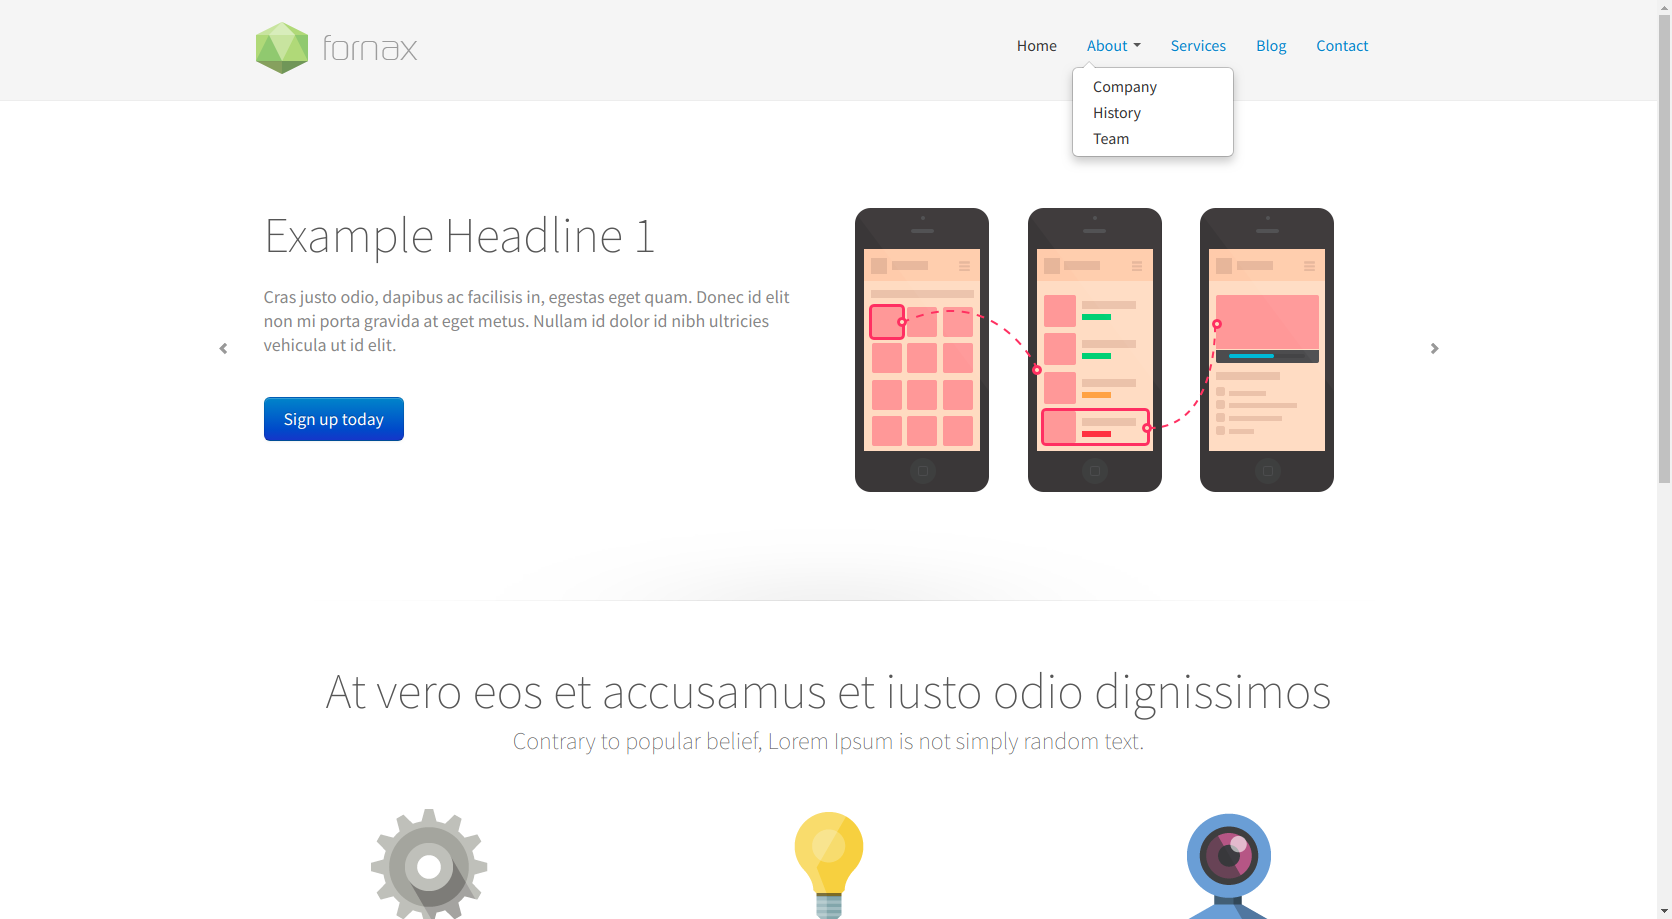 fornax
Home About Services Blog Contact
Company
History
Team
Example Headline 1
Cras justo odio, dapibus ac facilisis in, egestas eget quam. Donec id elit
non mi porta gravida at eget metus. Nullam id dolor id nibh ultricies
vehicula ut id elit.
Sign up today
At vero eos et accusamus et iusto odio dignissimos
Contrary to popular belief, Lorem Ipsum is not simply random text.